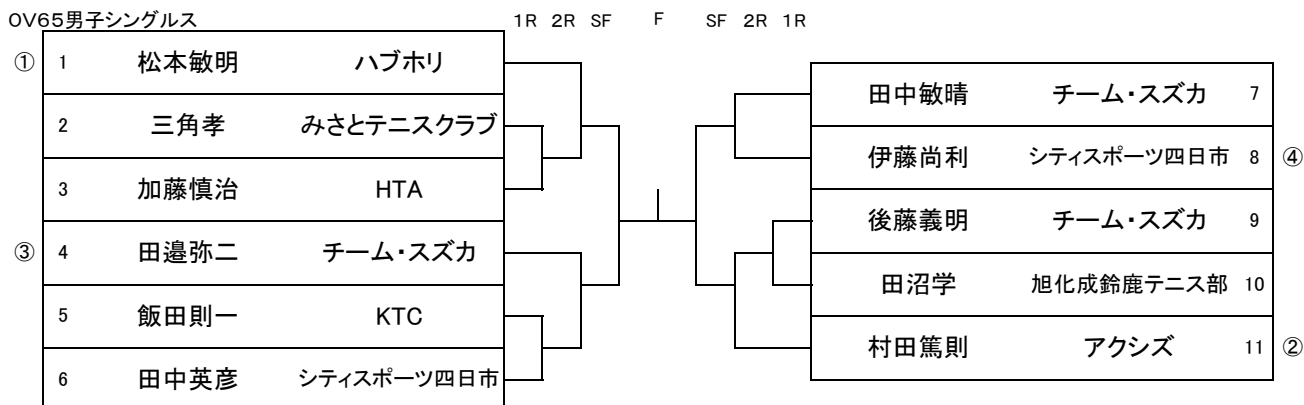 OV65男子シングルス 1R 2R SF F SF 2R 1R
① 1 松本敏明 ハブホリ
田中敏晴 チーム・スズカ 7
2 三角孝 みさとテニスクラブ
伊藤尚利 シティスポーツ四日市 8 ④
3 加藤慎治 HTA
後藤義明 チーム・スズカ 9
③ 4 田邉弥二 チーム・スズカ
田沼学 旭化成鈴鹿テニス部 10
5 飯田則一 KTC
村田篤則 アクシズ 11 ②
6 田中英彦 シティスポーツ四日市